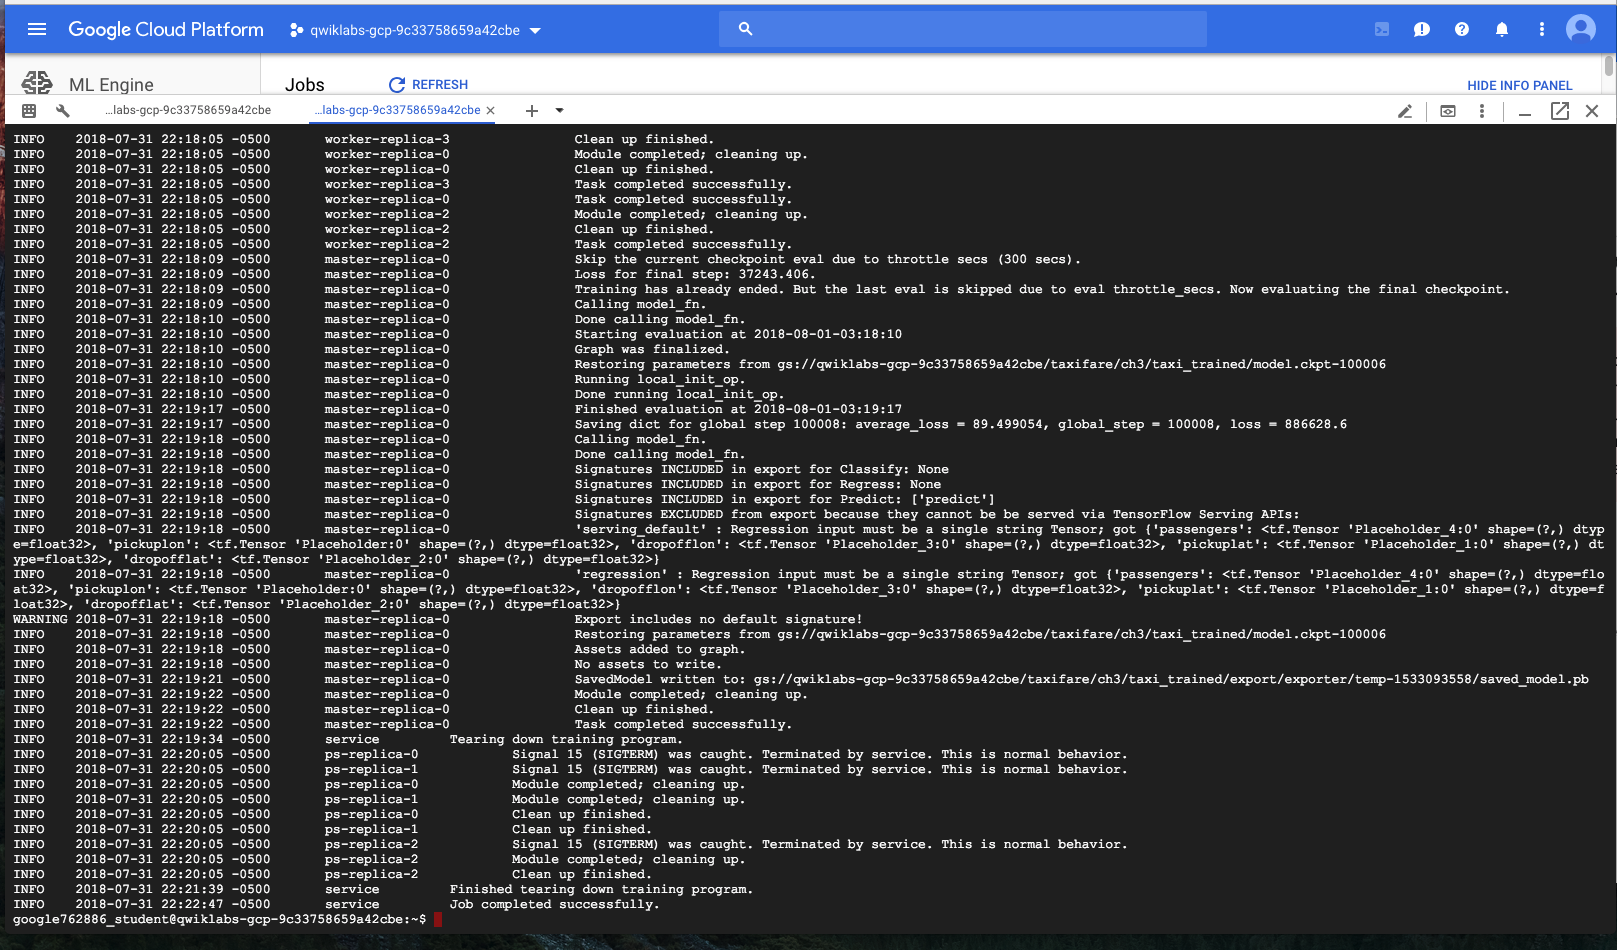 Google Cloud Platform qwiklabs-gcp-9c33758659a42cbe
ML Engine Jobs REFRESH HIDE INFO PANEL
...labs-gcp-9c33758659a42cbe ...labs-gcp-9c33758659a42cbe
INFO 2018-07-31 22:18:05 -0500 worker-replica-3 Clean up finished.
INFO 2018-07-31 22:18:05 -0500 worker-replica-0 Module completed; cleaning up.
INFO 2018-07-31 22:18:05 -0500 worker-replica-0 Clean up finished.
INFO 2018-07-31 22:18:05 -0500 worker-replica-3 Task completed successfully.
INFO 2018-07-31 22:18:05 -0500 worker-replica-0 Task completed successfully.
INFO 2018-07-31 22:18:05 -0500 worker-replica-2 Module completed; cleaning up.
INFO 2018-07-31 22:18:05 -0500 worker-replica-2 Clean up finished.
INFO 2018-07-31 22:18:05 -0500 worker-replica-2 Task completed successfully.
INFO 2018-07-31 22:18:09 -0500 master-replica-0 Skip the current checkpoint eval due to throttle secs (300 secs).
INFO 2018-07-31 22:18:09 -0500 master-replica-0 Loss for final step: 37243.406.
INFO 2018-07-31 22:18:09 -0500 master-replica-0 Training has already ended. But the last eval is skipped due to eval throttle_secs. Now evaluating the final checkpoint.
INFO 2018-07-31 22:18:09 -0500 master-replica-0 Calling model_fn.
INFO 2018-07-31 22:18:10 -0500 master-replica-0 Done calling model_fn.
INFO 2018-07-31 22:18:10 -0500 master-replica-0 Starting evaluation at 2018-08-01-03:18:10
INFO 2018-07-31 22:18:10 -0500 master-replica-0 Graph was finalized.
INFO 2018-07-31 22:18:10 -0500 master-replica-0 Restoring parameters from gs://qwiklabs-gcp-9c33758659a42cbe/taxifare/ch3/taxi_trained/model.ckpt-100006
INFO 2018-07-31 22:18:10 -0500 master-replica-0 Running local_init_op.
INFO 2018-07-31 22:18:10 -0500 master-replica-0 Done running local_init_op.
INFO 2018-07-31 22:19:17 -0500 master-replica-0 Finished evaluation at 2018-08-01-03:19:17
INFO 2018-07-31 22:19:17 -0500 master-replica-0 Saving dict for global step 100008: average_loss = 89.499054, global_step = 100008, loss = 886628.6
INFO 2018-07-31 22:19:18 -0500 master-replica-0 Calling model_fn.
INFO 2018-07-31 22:19:18 -0500 master-replica-0 Done calling model_fn.
INFO 2018-07-31 22:19:18 -0500 master-replica-0 Signatures INCLUDED in export for Classify: None
INFO 2018-07-31 22:19:18 -0500 master-replica-0 Signatures INCLUDED in export for Regress: None
INFO 2018-07-31 22:19:18 -0500 master-replica-0 Signatures INCLUDED in export for Predict: ['predict']
INFO 2018-07-31 22:19:18 -0500 master-replica-0 Signatures EXCLUDED from export because they cannot be be served via TensorFlow Serving APIs:
INFO 2018-07-31 22:19:18 -0500 master-replica-0 'serving_default' : Regression input must be a single string Tensor; got {'passengers': <tf.Tensor 'Placeholder_4:0' shape=(?,) dtyp
e=float32>, 'pickuplon': <tf.Tensor 'Placeholder:0' shape=(?,) dtype=float32>, 'dropofflon': <tf.Tensor 'Placeholder_3:0' shape=(?,) dtype=float32>, 'pickuplat': <tf.Tensor 'Placeholder_1:0' shape=(?,) dt
ype=float32>, 'dropofflat': <tf.Tensor 'Placeholder_2:0' shape=(?,) dtype=float32>}
INFO 2018-07-31 22:19:18 -0500 master-replica-0 'regression' : Regression input must be a single string Tensor; got {'passengers': <tf.Tensor 'Placeholder_4:0' shape=(?,) dtype=flo
at32>, 'pickuplon': <tf.Tensor 'Placeholder:0' shape=(?,) dtype=float32>, 'dropofflon': <tf.Tensor 'Placeholder_3:0' shape=(?,) dtype=float32>, 'pickuplat': <tf.Tensor 'Placeholder_1:0' shape=(?,) dtype=f
loat32>, 'dropofflat': <tf.Tensor 'Placeholder_2:0' shape=(?,) dtype=float32>}
WARNING 2018-07-31 22:19:18 -0500 master-replica-0 Export includes no default signature!
INFO 2018-07-31 22:19:18 -0500 master-replica-0 Restoring parameters from gs://qwiklabs-gcp-9c33758659a42cbe/taxifare/ch3/taxi_trained/model.ckpt-100006
INFO 2018-07-31 22:19:18 -0500 master-replica-0 Assets added to graph.
INFO 2018-07-31 22:19:18 -0500 master-replica-0 No assets to write.
INFO 2018-07-31 22:19:21 -0500 master-replica-0 SavedModel written to: gs://qwiklabs-gcp-9c33758659a42cbe/taxifare/ch3/taxi_trained/export/exporter/temp-1533093558/saved_model.pb
INFO 2018-07-31 22:19:22 -0500 master-replica-0 Module completed; cleaning up.
INFO 2018-07-31 22:19:22 -0500 master-replica-0 Clean up finished.
INFO 2018-07-31 22:19:22 -0500 master-replica-0 Task completed successfully.
INFO 2018-07-31 22:19:34 -0500 service Tearing down training program.
INFO 2018-07-31 22:20:05 -0500 ps-replica-0 Signal 15 (SIGTERM) was caught. Terminated by service. This is normal behavior.
INFO 2018-07-31 22:20:05 -0500 ps-replica-1 Signal 15 (SIGTERM) was caught. Terminated by service. This is normal behavior.
INFO 2018-07-31 22:20:05 -0500 ps-replica-0 Module completed; cleaning up.
INFO 2018-07-31 22:20:05 -0500 ps-replica-1 Module completed; cleaning up.
INFO 2018-07-31 22:20:05 -0500 ps-replica-0 Clean up finished.
INFO 2018-07-31 22:20:05 -0500 ps-replica-1 Clean up finished.
INFO 2018-07-31 22:20:05 -0500 ps-replica-2 Signal 15 (SIGTERM) was caught. Terminated by service. This is normal behavior.
INFO 2018-07-31 22:20:05 -0500 ps-replica-2 Module completed; cleaning up.
INFO 2018-07-31 22:20:05 -0500 ps-replica-2 Clean up finished.
INFO 2018-07-31 22:21:39 -0500 service Finished tearing down training program.
INFO 2018-07-31 22:22:47 -0500 service Job completed successfully.
google762886_student@qwiklabs-gcp-9c33758659a42cbe:~$